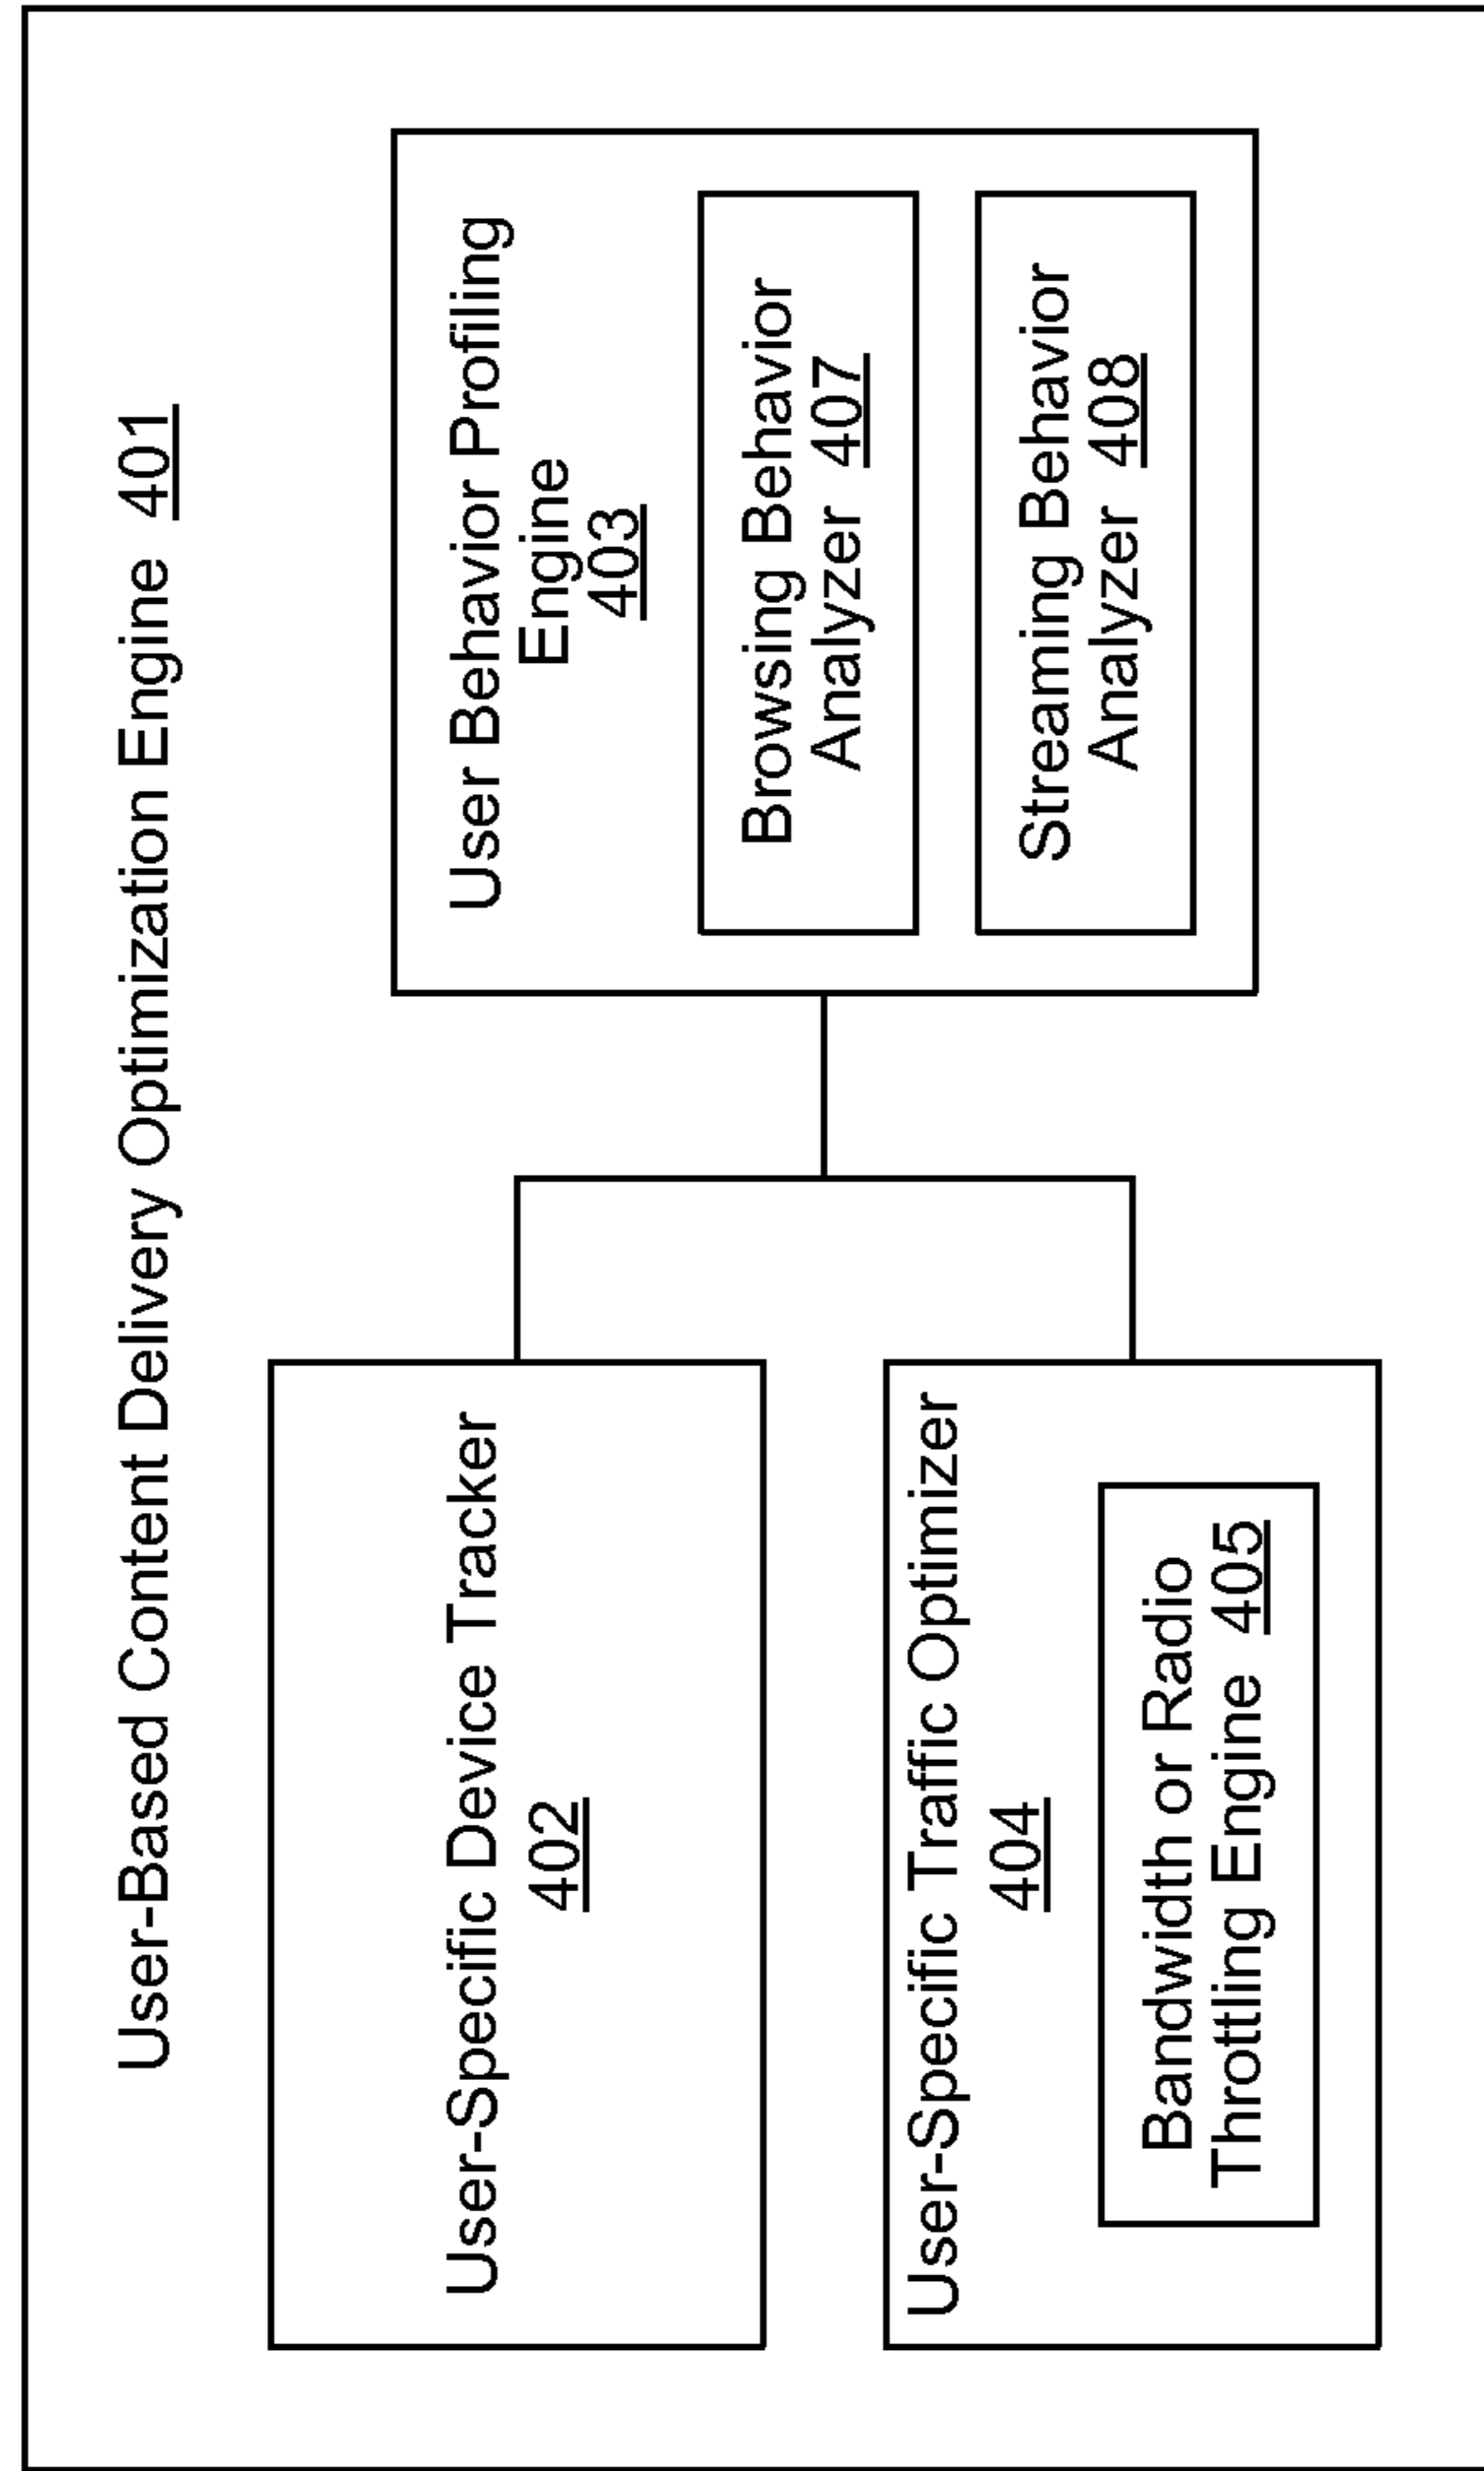 User-Based Content Delivery Optimization Engine 401
User-Specific Device Tracker
402
User-Specific Traffic Optimizer
404
Bandwidth or Radio
Throttling Engine 405
User Behavior Profiling
Engine
403
Browsing Behavior
Analyzer 407
Streaming Behavior
Analyzer 408